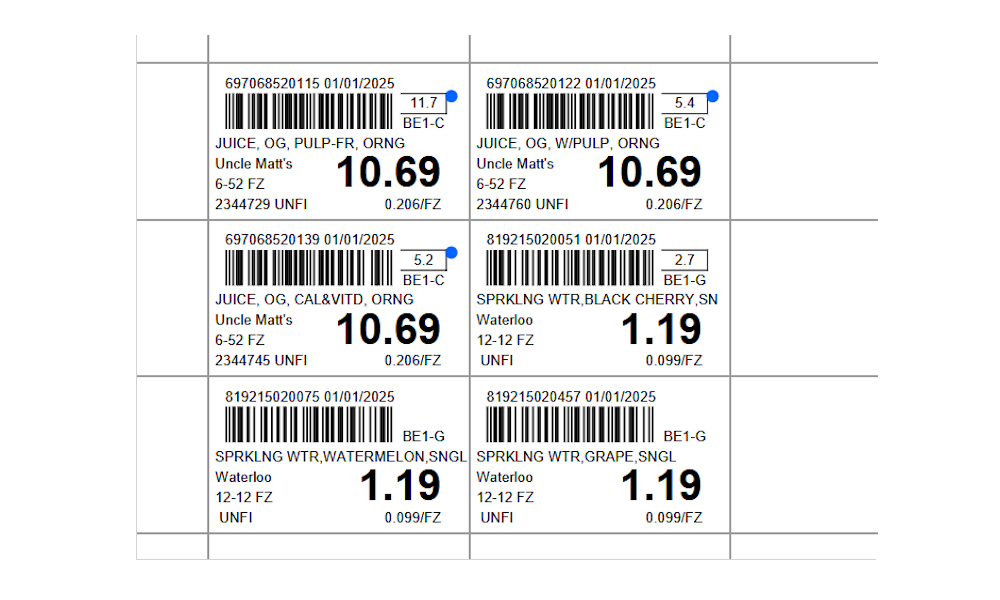 697068520115 01/01/2025
11.7
BE1-C
JUICE, OG, PULP-FR, ORNG
Uncle Matt's
10.69
6-52 FZ
2344729 UNFI
0.206/FZ
697068520122 01/01/2025
5.4
BE1-C
JUICE, OG, W/PULP, ORNG
Uncle Matt's
10.69
6-52 FZ
2344760 UNFI
0.206/FZ
697068520139 01/01/2025
5.2
BE1-C
JUICE, OG, CAL&VITD, ORNG
Uncle Matt's
10.69
6-52 FZ
2344745 UNFI
0.206/FZ
819215020051 01/01/2025
2.7
BE1-G
SPRKLNG WTR,BLACK CHERRY,SN
Waterloo
1.19
12-12 FZ
UNFI
0.099/FZ
819215020075 01/01/2025
BE1-G
SPRKLNG WTR,WATERMELON,SNGL
Waterloo
1.19
12-12 FZ
UNFI
0.099/FZ
819215020457 01/01/2025
BE1-G
SPRKLNG WTR,GRAPE,SNGL
Waterloo
1.19
12-12 FZ
UNFI
0.099/FZ